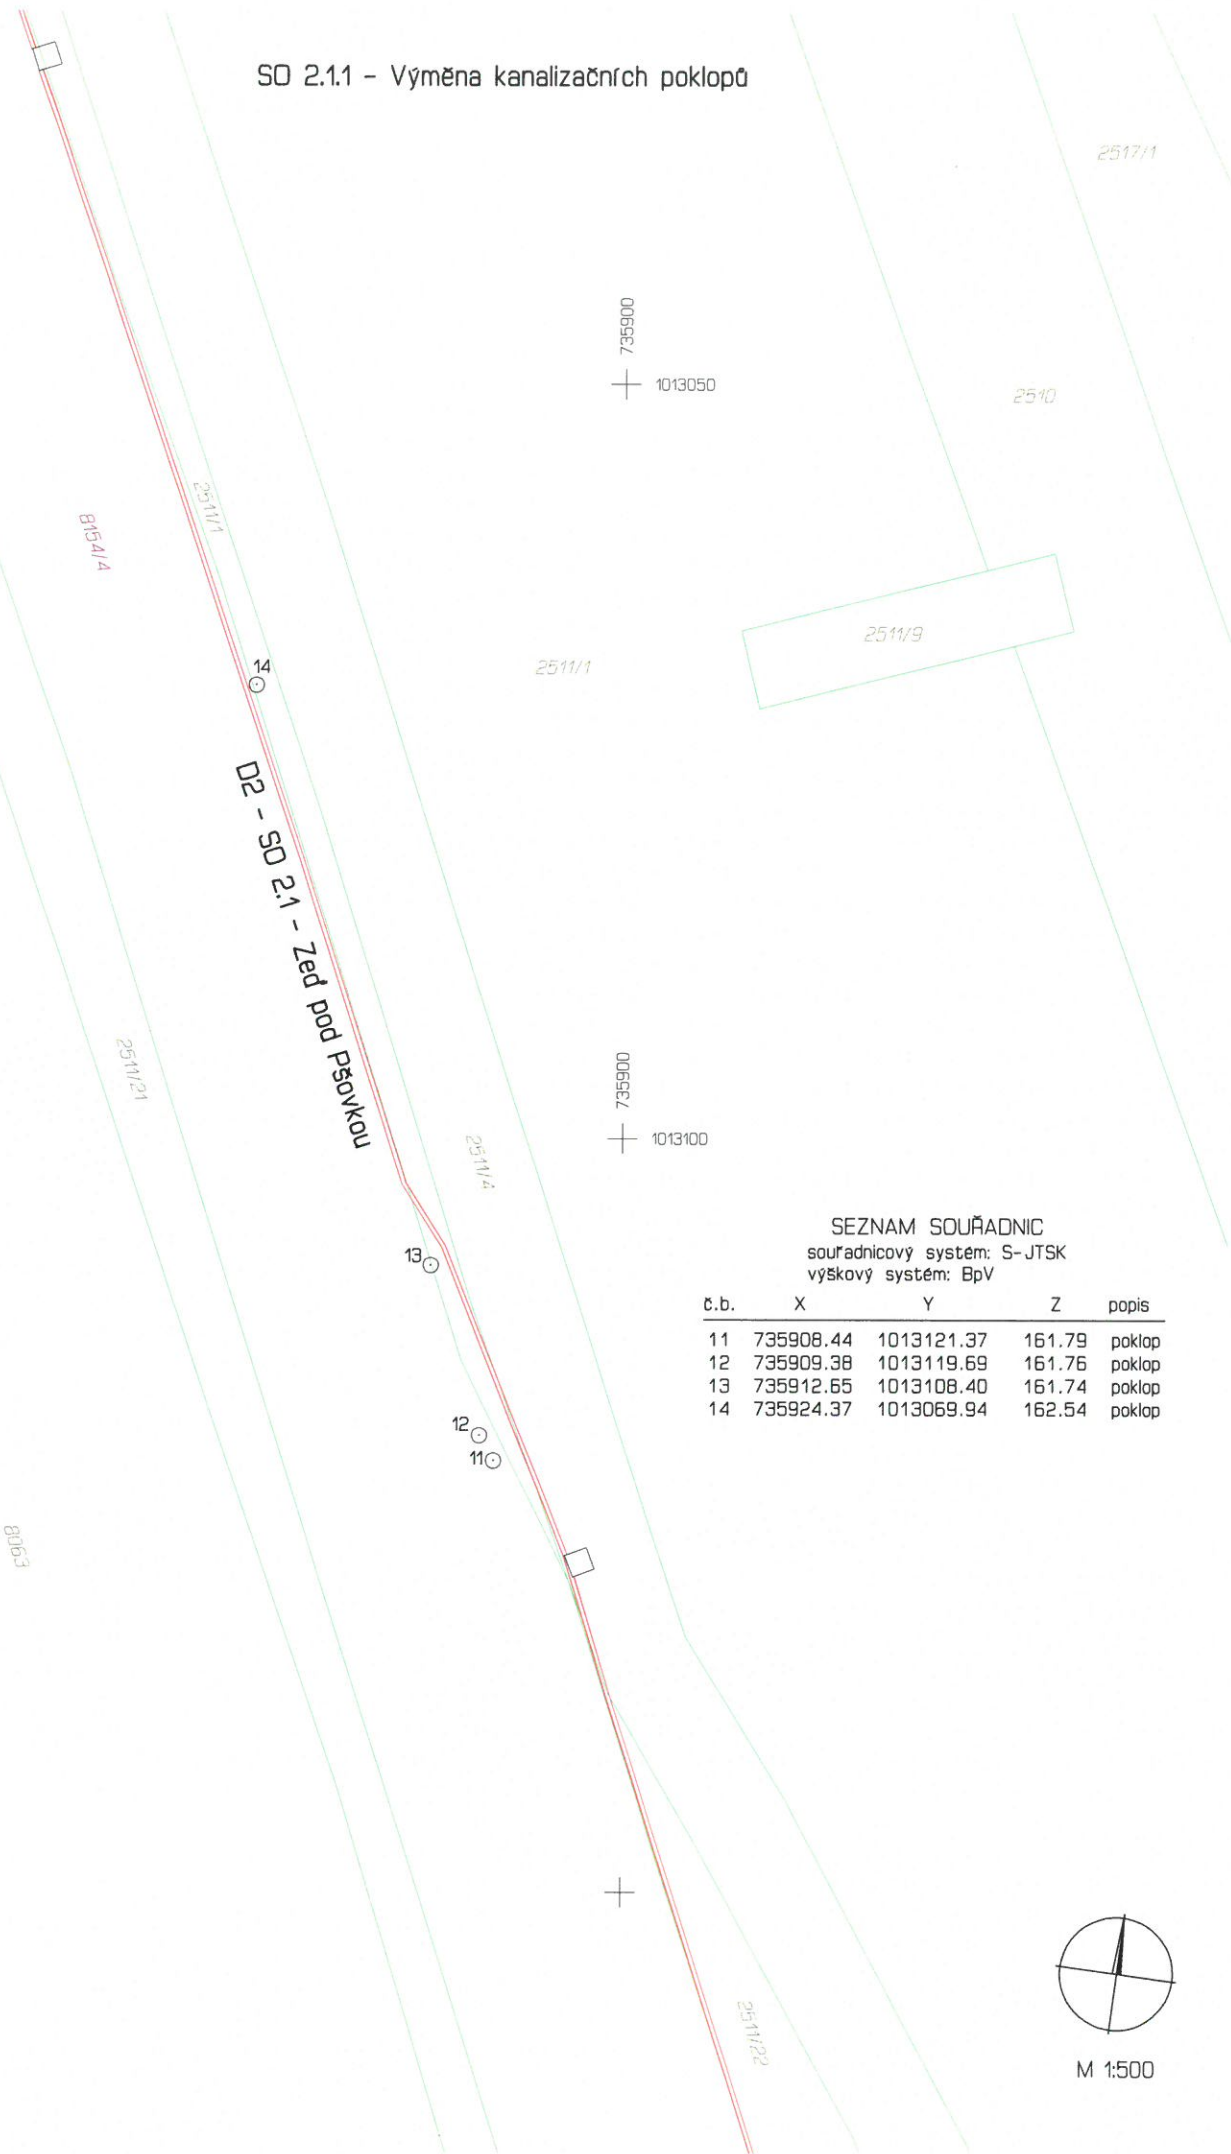 SO 2.1.1 - Výměna kanalizačních poklopů
2517/1
735900
1013050
2510
2511/1
8154/4
2511/9
2511/1
14
D2 - SO 2.1 - Zeď pod Pšovkou
2511/21
735900
1013100
2511/4
13
SEZNAM SOUŘADNIC
souřadnicový systém: S-JTSK
výškový systém: BpV
č.b. X Y Z popis
11 735908.44 1013121.37 161.79 poklop
12 735909.38 1013119.69 161.76 poklop
13 735912.65 1013108.40 161.74 poklop
14 735924.37 1013069.94 162.54 poklop
12
11
8063
2511/22
M 1:500